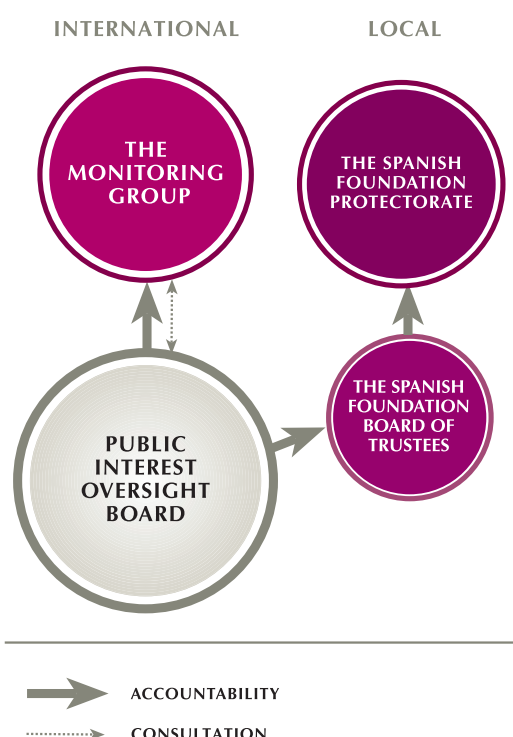 INTERNATIONAL
LOCAL
THE
MONITORING
GROUP
THE SPANISH
FOUNDATION
PROTECTORATE
THE SPANISH
FOUNDATION
BOARD OF
TRUSTEES
PUBLIC
INTEREST
OVERSIGHT
BOARD
ACCOUNTABILITY
CONSULTATION